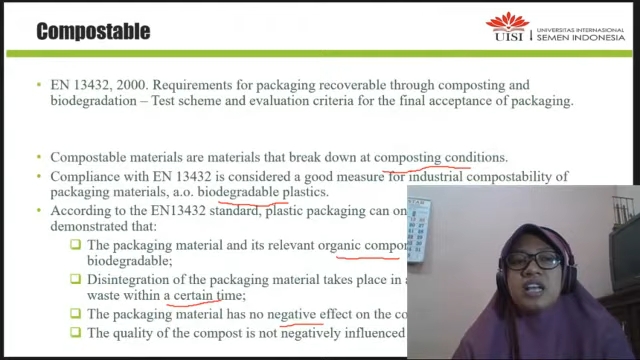 Compostable
UISI
UNIVERSITAS INTERNASIONAL
SEMEN INDONESIA
EN 13432, 2000. Requirements for packaging recoverable through composting and
biodegradation – Test scheme and evaluation criteria for the final acceptance of packaging.
Compostable materials are materials that break down at composting conditions.
Compliance with EN 13432 is considered a good measure for industrial compostability of
packaging materials, a.o. biodegradable plastics.
According to the EN13432 standard, plastic packaging can on
demonstrated that:
The packaging material and its relevant organic compon
biodegradable;
Disintegration of the packaging material takes place in a
waste within a certain time;
The packaging material has no negative effect on the co
The quality of the compost is not negatively influenced